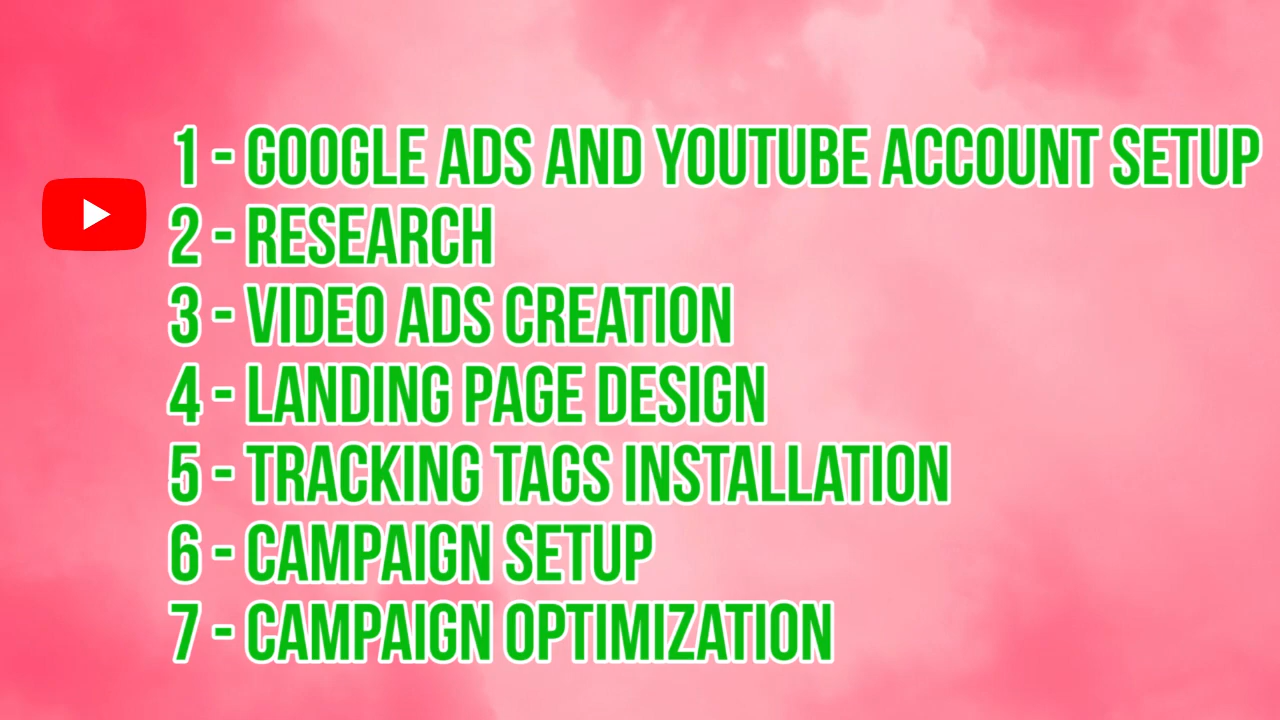 1 - GOOGLE ADS AND YOUTUBE ACCOUNT SETUP
2 - RESEARCH
3 - VIDEO ADS CREATION
4 - LANDING PAGE DESIGN
5 - TRACKING TAGS INSTALLATION
6 - CAMPAIGN SETUP
7 - CAMPAIGN OPTIMIZATION